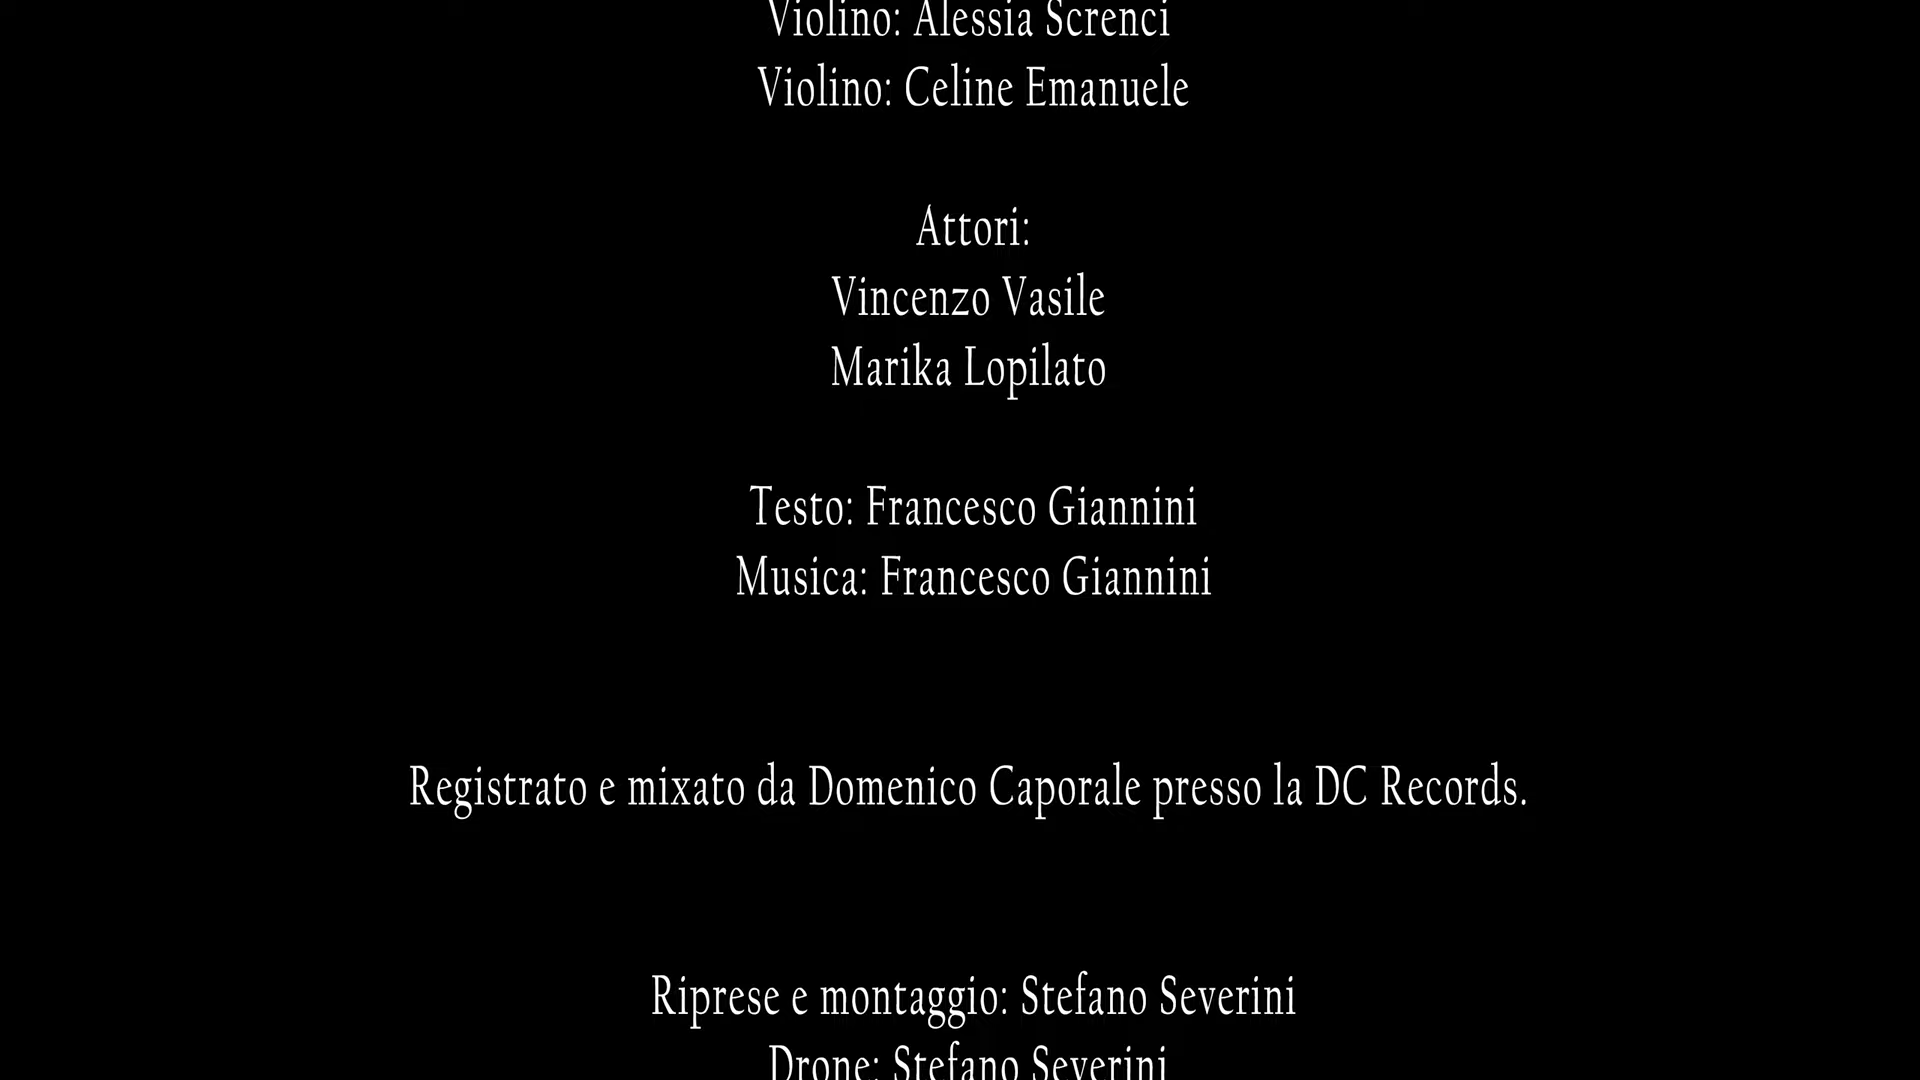 Violino: Alessia Screnci
Violino: Celine Emanuele
Attori:
Vincenzo Vasile
Marika Lopilato
Testo: Francesco Giannini
Musica: Francesco Giannini
Registrato e mixato da Domenico Caporale presso la DC Records.
Riprese e montaggio: Stefano Severini
Drone: Stefano Severini